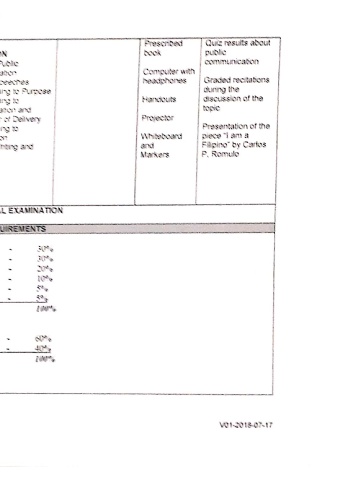 Prescribed
book
Computer with
headphones
Handouts
Projector
Whiteboard
and
Markers
Quiz results about
public
communication
Graded recitations
during the
discussion of the
topic
Presentation of the
piece "I am a
Filipino" by Carlos
P. Romulo
ON
Public
ation
peeches
ing to Purpose
ing to
ation and
r of Delivery
ing to
on
riting and
AL EXAMINATION
UIREMENTS
- 30%
- 30%
- 20%
- 10%
- 5%
- 5%
100%
- 60%
- 40%
100%
V01-2018-07-17